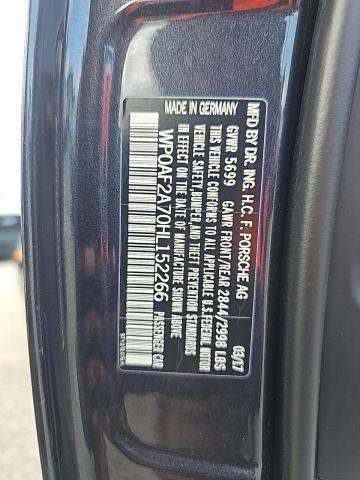 MFD BY DR. ING. H.C. F. PORSCHE AG
03/17
GVWR 5699 GAWR FRONT/REAR 2844/2998 LBS
THIS VEHICLE CONFORMS TO ALL APPLICABLE U.S. FEDERAL MOTOR
VEHICLE SAFETY, BUMPER, AND THEFT PREVENTION STANDARDS
IN EFFECT ON THE DATE OF MANUFACTURE SHOWN ABOVE
WP0AF2A70HL152266
PASSENGER CAR
MADE IN GERMANY